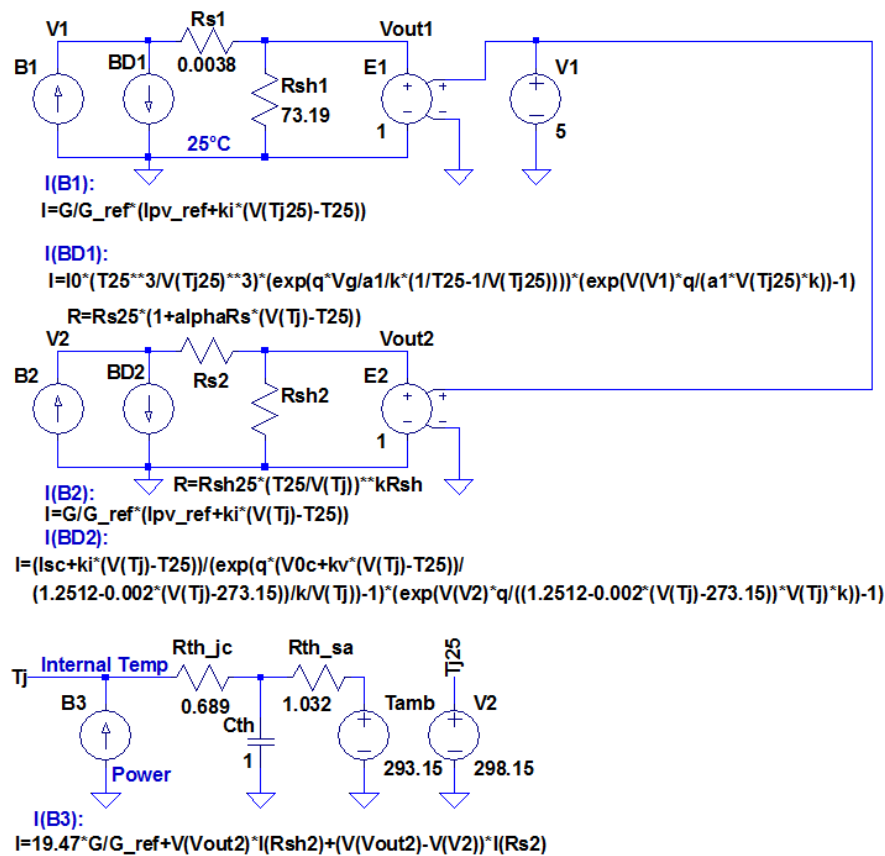 V1 Rs1 Vout1
B1 BD1 0.0038 E1 V1
Rsh1
73.19
25°C 1 5
I(B1):
I=G/G_ref*(Ipv_ref+ki*(V(Tj25)-T25))
I(BD1):
I=I0*(T25**3/V(Tj25)**3)*(exp(q*Vg/a1/k*(1/T25-1/V(Tj25))))*(exp(V(V1)*q/(a1*V(Tj25)*k))-1)
R=Rs25*(1+alphaRs*(V(Tj)-T25))
V2 Vout2
B2 BD2 Rs2 E2
Rsh2
1
R=Rsh25*(T25/V(Tj))**kRsh
I(B2):
I=G/G_ref*(Ipv_ref+ki*(V(Tj)-T25))
I(BD2):
I=(Isc+ki*(V(Tj)-T25))/(exp(q*(V0c+kv*(V(Tj)-T25))/
(1.2512-0.002*(V(Tj)-273.15))/k/V(Tj))-1)*(exp(V(V2)*q/((1.2512-0.002*(V(Tj)-273.15))*V(Tj)*k))-1)
Tj Internal Temp Rth_jc Rth_sa Tj25
B3 0.689 1.032 Tamb V2
Cth
1 293.15 298.15
Power
I(B3):
I=19.47*G/G_ref+V(Vout2)*I(Rsh2)+(V(Vout2)-V(V2))*I(Rs2)